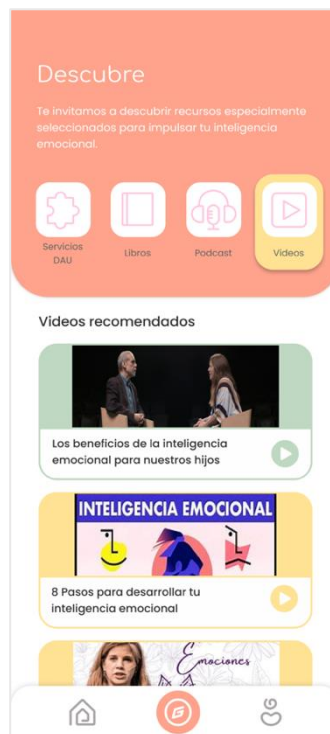 Descubre
Te invitamos a descubrir recursos especialmente
seleccionados para impulsar tu inteligencia
emocional.
Servicios
DAU
Libros
Podcast
Videos
Videos recomendados
Los beneficios de la inteligencia
emocional para nuestros hijos
INTELIGENCIA EMOCIONAL
8 Pasos para desarrollar tu
inteligencia emocional
Emociones